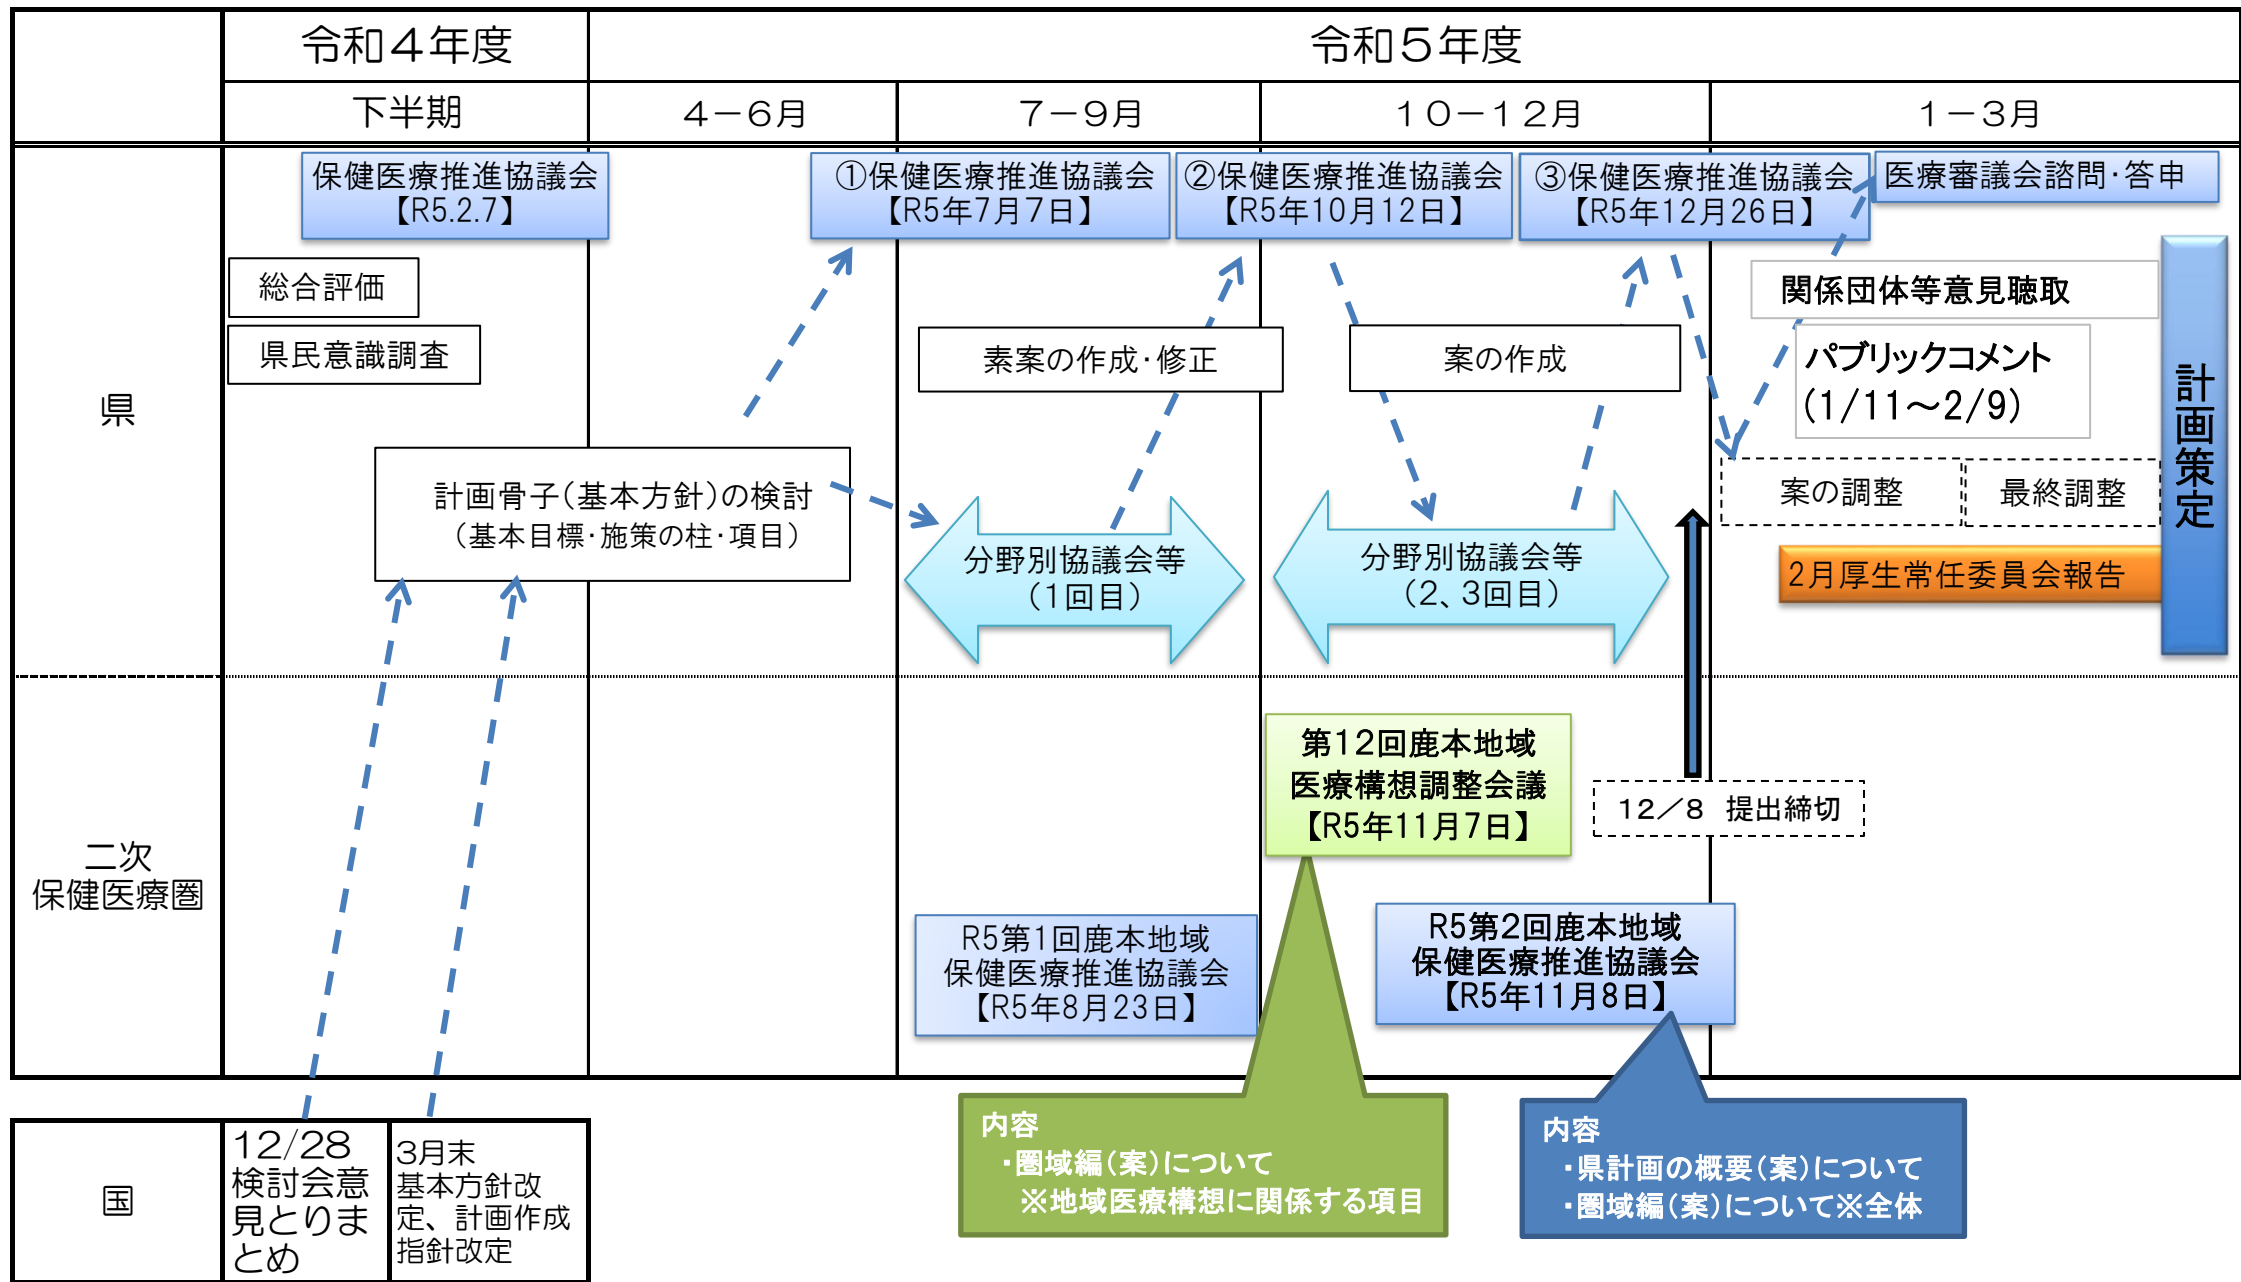 令和４年度
令和５年度
下半期
４－６月
７－９月
１０－１２月
１－３月
県
保健医療推進協議会
【R5.2.7】
①保健医療推進協議会
【R5年7月7日】
②保健医療推進協議会
【R5年10月12日】
③保健医療推進協議会
【R5年12月26日】
医療審議会諮問･答申
総合評価
県民意識調査
素案の作成･修正
案の作成
関係団体等意見聴取
パブリックコメント
(1/11～2/9)
計画骨子(基本方針)の検討
(基本目標･施策の柱･項目)
分野別協議会等
(1回目)
分野別協議会等
(2、3回目)
案の調整
最終調整
2月厚生常任委員会報告
計画策定
二次
保健医療圏
第12回鹿本地域
医療構想調整会議
【R5年11月7日】
12／8　提出締切
R5第1回鹿本地域
保健医療推進協議会
【R5年8月23日】
R5第2回鹿本地域
保健医療推進協議会
【R5年11月8日】
内容
･圏域編(案)について
※地域医療構想に関係する項目
内容
･県計画の概要(案)について
･圏域編(案)について※全体
国
12/28
検討会意
見とりま
とめ
3月末
基本方針改
定、計画作成
指針改定